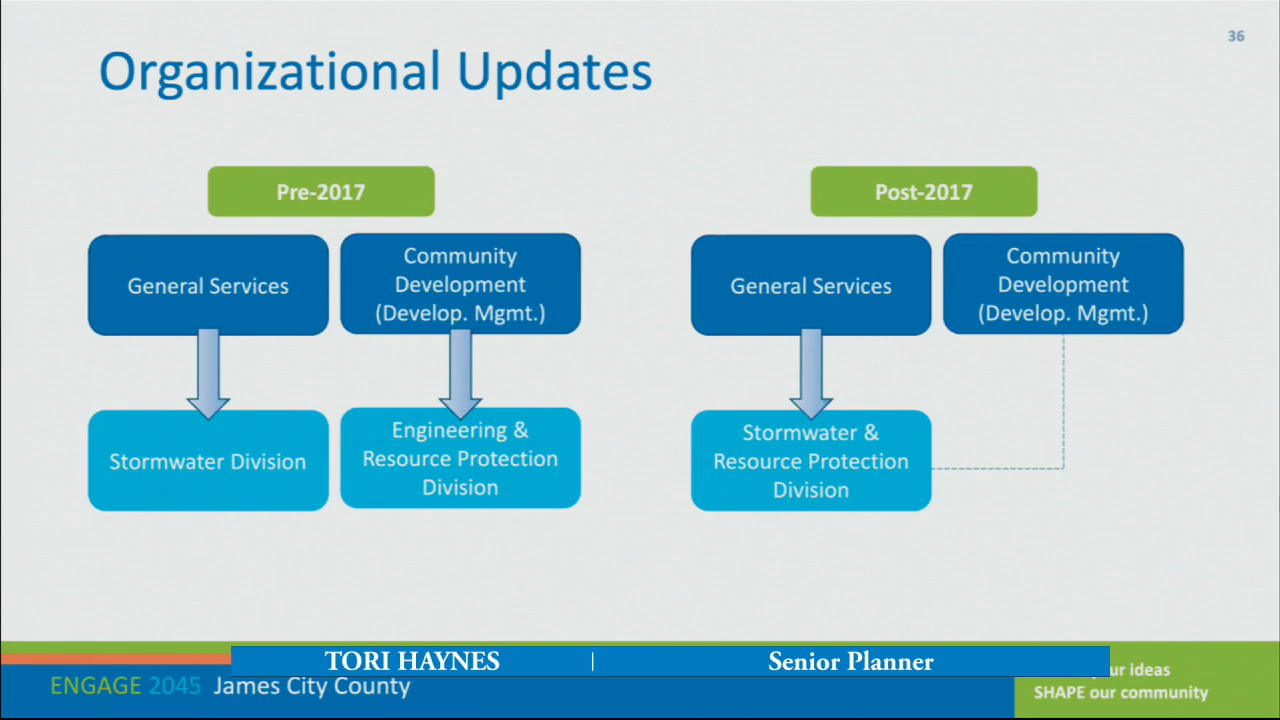 36
Organizational Updates
Pre-2017
Post-2017
General Services
Community
Development
(Develop. Mgmt.)
General Services
Community
Development
(Develop. Mgmt.)
Stormwater Division
Engineering &
Resource Protection
Division
Stormwater &
Resource Protection
Division
TORI HAYNES | Senior Planner
ENGAGE 2045 James City County
ideas
SHAPE our community